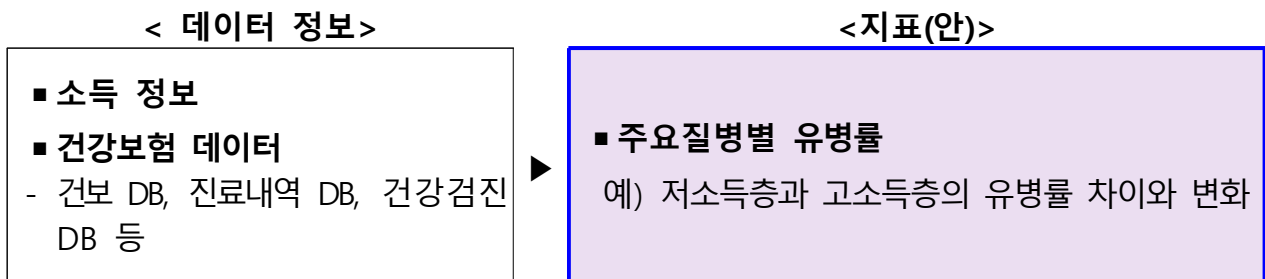 < 데이터 정보>
■ 소득 정보
■ 건강보험 데이터
- 건보 DB, 진료내역 DB, 건강검진
DB 등
▶
<지표(안)>
■ 주요질병별 유병률
예) 저소득층과 고소득층의 유병률 차이와 변화